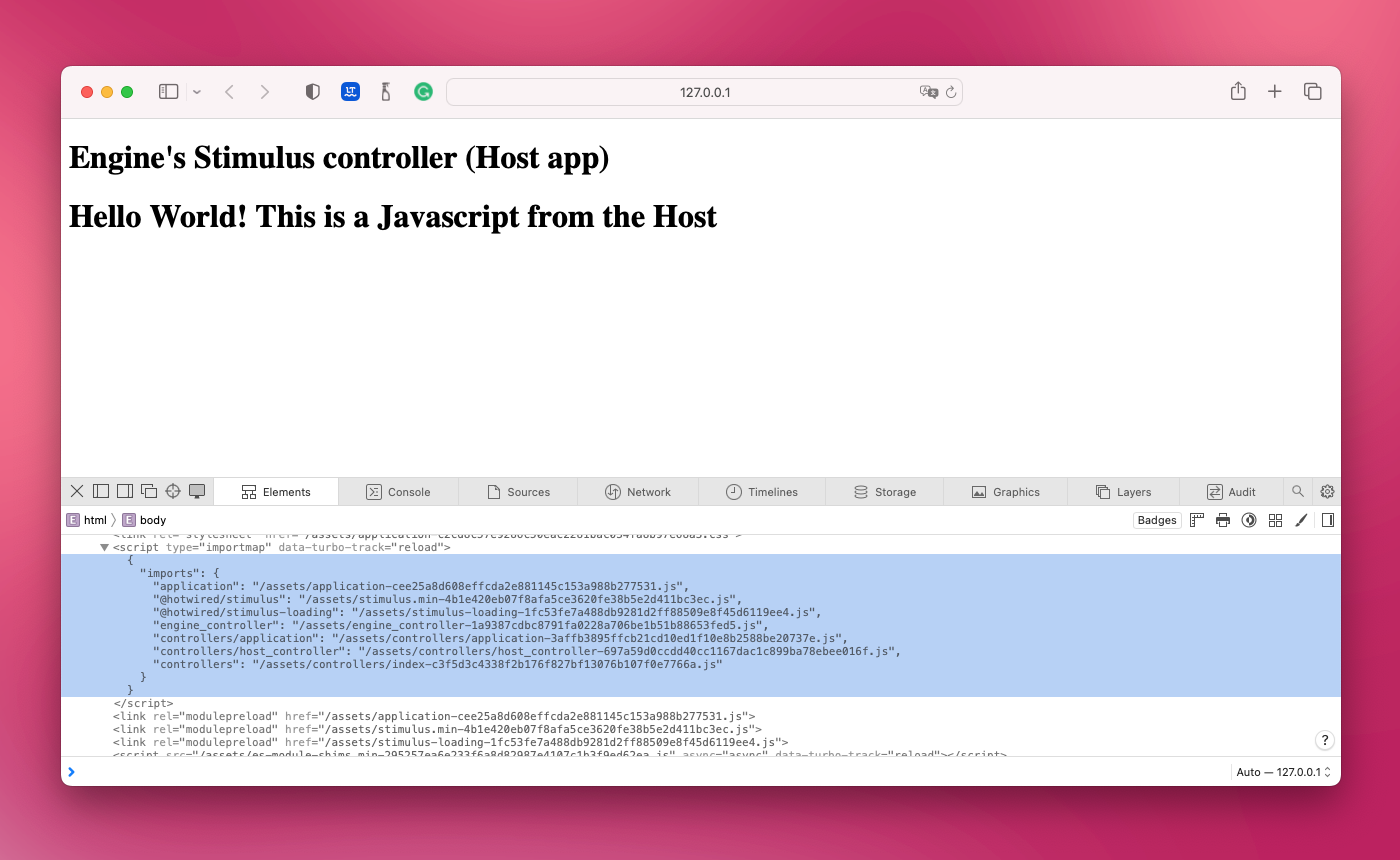 127.0.0.1
Engine's Stimulus controller (Host app)
Hello World! This is a Javascript from the Host
Elements Console Sources Network Timelines Storage Graphics Layers Audit
E html E body Badges
<script type="importmap" data-turbo-track="reload">
{
"imports": {
"application": "/assets/application-cee25a8d608effcda2e881145c153a988b277531.js",
"@hotwired/stimulus": "/assets/stimulus.min-4b1e420eb07f8afa5ce3620fe38b5e2d411bc3ec.js",
"@hotwired/stimulus-loading": "/assets/stimulus-loading-1fc53fe7a488db9281d2ff88509e8f45d6119ee4.js",
"engine_controller": "/assets/engine_controller-1a9387cdbc8791fa0228a706be1b51b88653fed5.js",
"controllers/application": "/assets/controllers/application-3affb3895ffcb21cd10ed1f10e8b2588be20737e.js",
"controllers/host_controller": "/assets/controllers/host_controller-697a59d0ccdd40cc1167dac1c899ba78ebee016f.js",
"controllers": "/assets/controllers/index-c3f5d3c4338f2b176f827bf13076b107f0e7766a.js"
}
}
</script>
<link rel="modulepreload" href="/assets/application-cee25a8d608effcda2e881145c153a988b277531.js">
<link rel="modulepreload" href="/assets/stimulus.min-4b1e420eb07f8afa5ce3620fe38b5e2d411bc3ec.js">
<link rel="modulepreload" href="/assets/stimulus-loading-1fc53fe7a488db9281d2ff88509e8f45d6119ee4.js">
?
Auto — 127.0.0.1